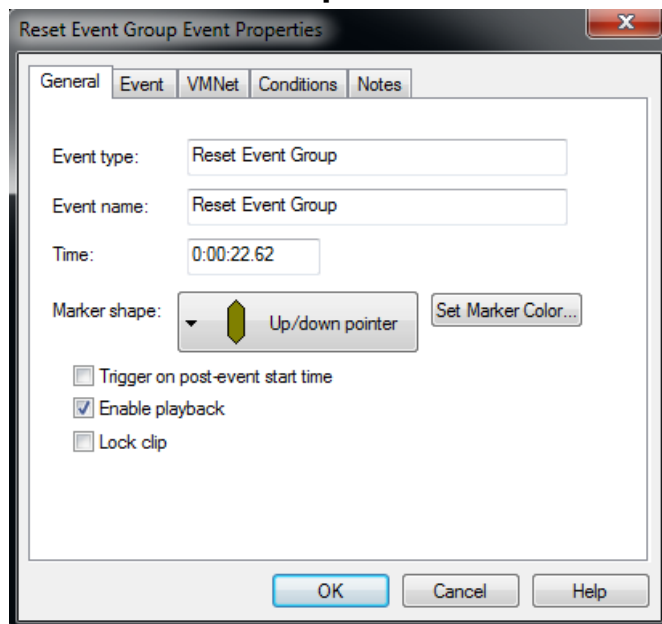 Reset Event Group Event Properties
General Event VMNet Conditions Notes
Event type: Reset Event Group
Event name: Reset Event Group
Time: 0:00:22.62
Marker shape: Up/down pointer Set Marker Color...
Trigger on post-event start time
Enable playback
Lock clip
OK Cancel Help